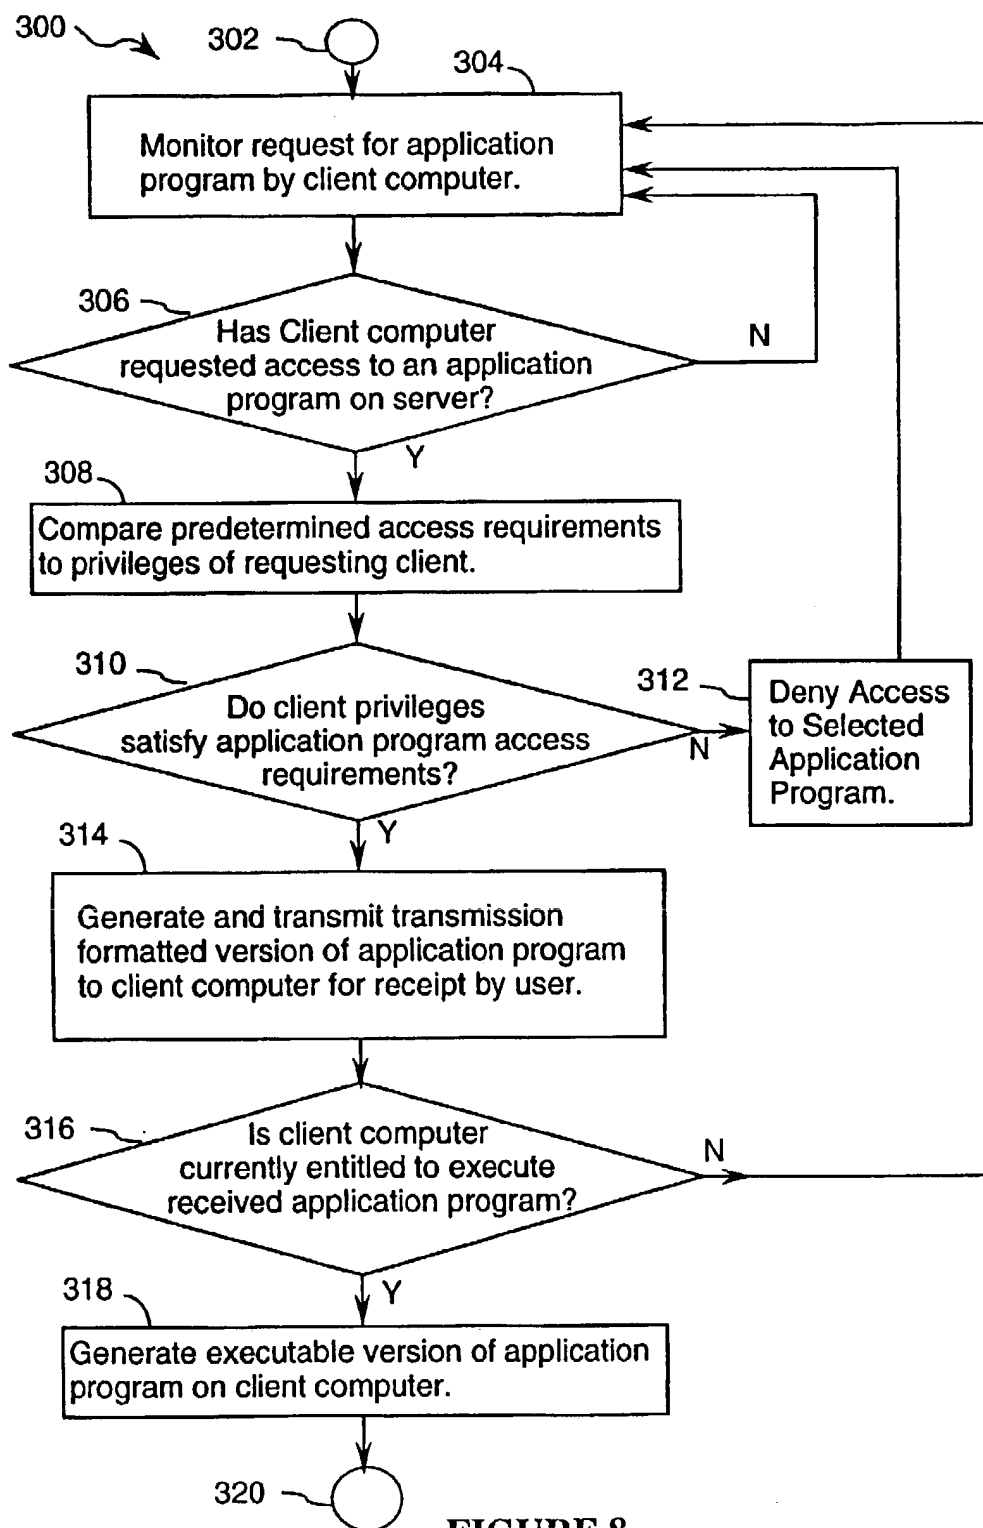 300
302
304
Monitor request for application
program by client computer.
306
Has Client computer
requested access to an application
program on server?
N
Y
308
Compare predetermined access requirements
to privileges of requesting client.
310
Do client privileges
satisfy application program access
requirements?
N
312
Deny Access
to Selected
Application
Program.
Y
314
Generate and transmit transmission
formatted version of application program
to client computer for receipt by user.
316
Is client computer
currently entitled to execute
received application program?
N
Y
318
Generate executable version of application
program on client computer.
320
FIGURE 8